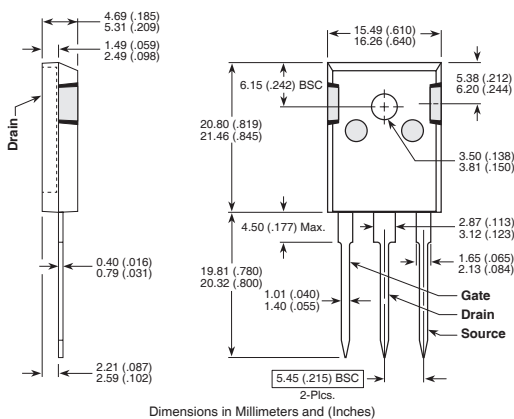 4.69 (.185)
5.31 (.209)
1.49 (.059)
2.49 (.098)
15.49 (.610)
16.26 (.640)
6.15 (.242) BSC
5.38 (.212)
6.20 (.244)
Drain
20.80 (.819)
21.46 (.845)
3.50 (.138)
3.81 (.150)
4.50 (.177) Max.
2.87 (.113)
3.12 (.123)
0.40 (.016)
0.79 (.031)
19.81 (.780)
20.32 (.800)
1.01 (.040)
1.40 (.055)
1.65 (.065)
2.13 (.084)
Gate
Drain
Source
2.21 (.087)
2.59 (.102)
5.45 (.215) BSC
2-Plcs.
Dimensions in Millimeters and (Inches)